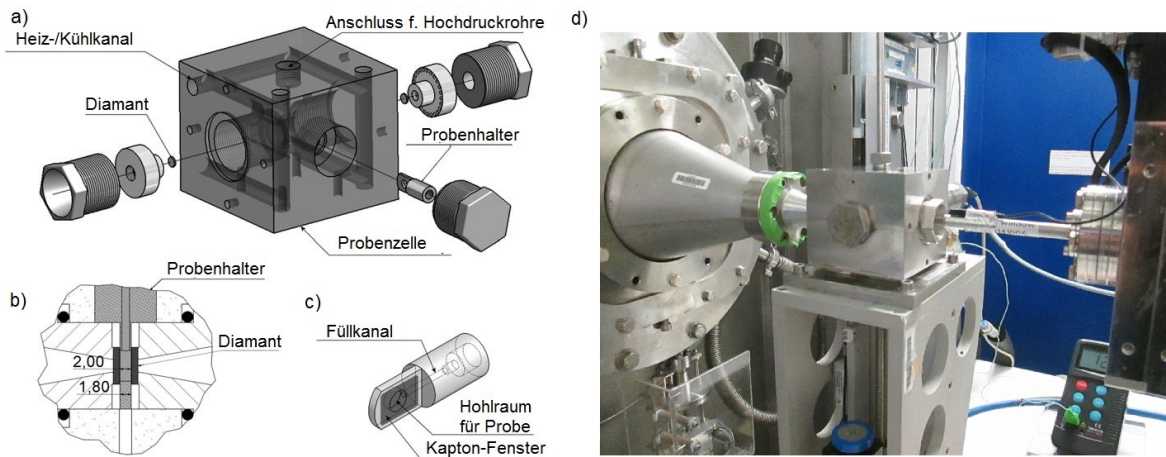 a)
Anschluss f. Hochdruckrohre
Heiz-/Kühlkanal
Diamant
Probenhalter
Probenzelle
b)
Probenhalter
Diamant
2,00
1,80
c)
Füllkanal
Hohlraum
für Probe
Kapton-Fenster
d)
window